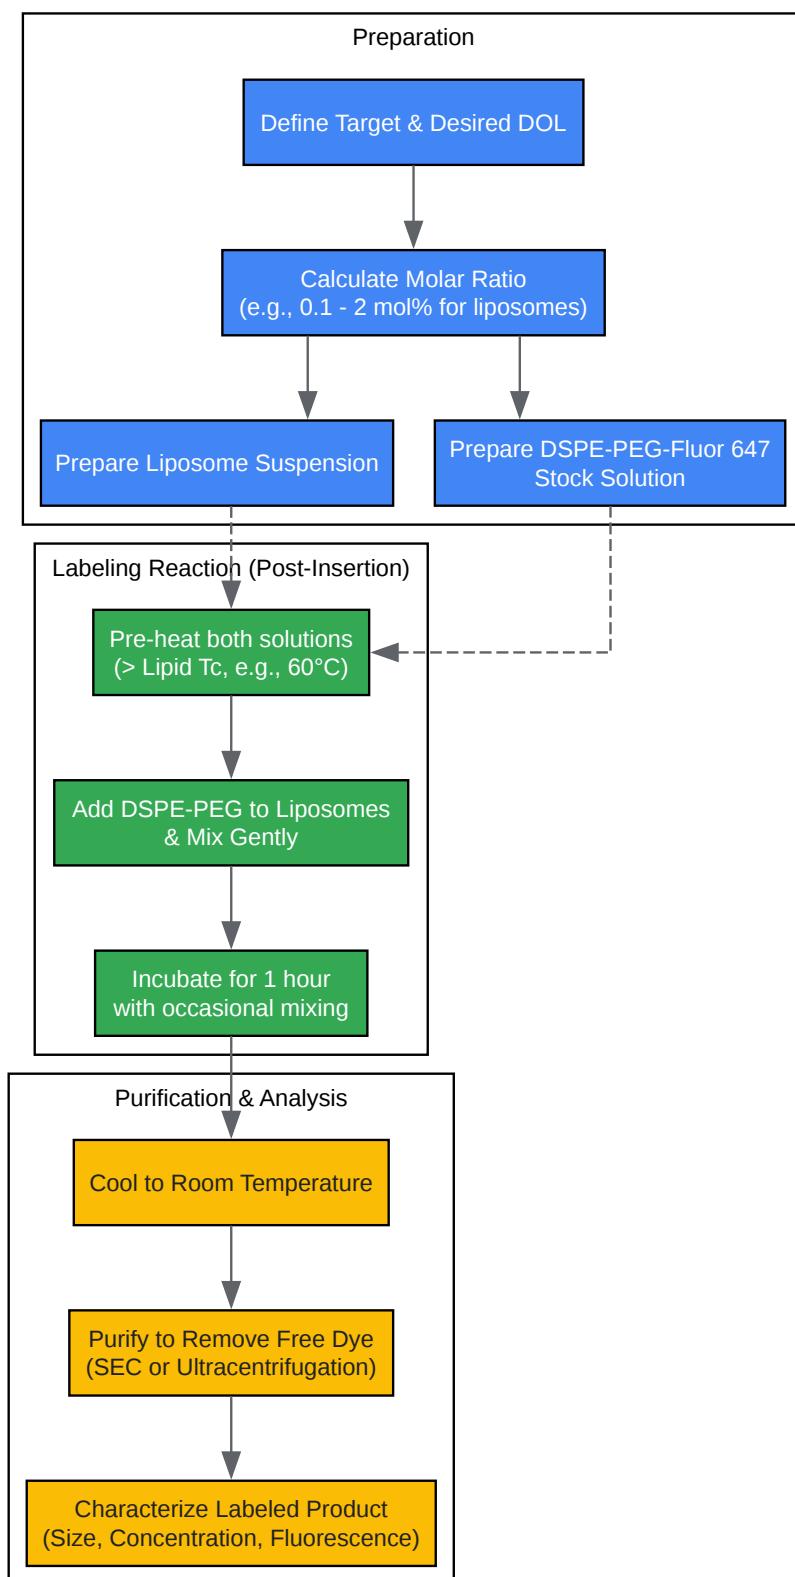 Preparation
Define Target & Desired DOL
Calculate Molar Ratio
(e.g., 0.1 - 2 mol% for liposomes)
Prepare Liposome Suspension
Prepare DSPE-PEG-Fluor 647
Stock Solution
Labeling Reaction (Post-Insertion)
Pre-heat both solutions
(> Lipid Tc, e.g., 60°C)
Add DSPE-PEG to Liposomes
& Mix Gently
Incubate for 1 hour
with occasional mixing
Purification & Analysis
Cool to Room Temperature
Purify to Remove Free Dye
(SEC or Ultracentrifugation)
Characterize Labeled Product
(Size, Concentration, Fluorescence)